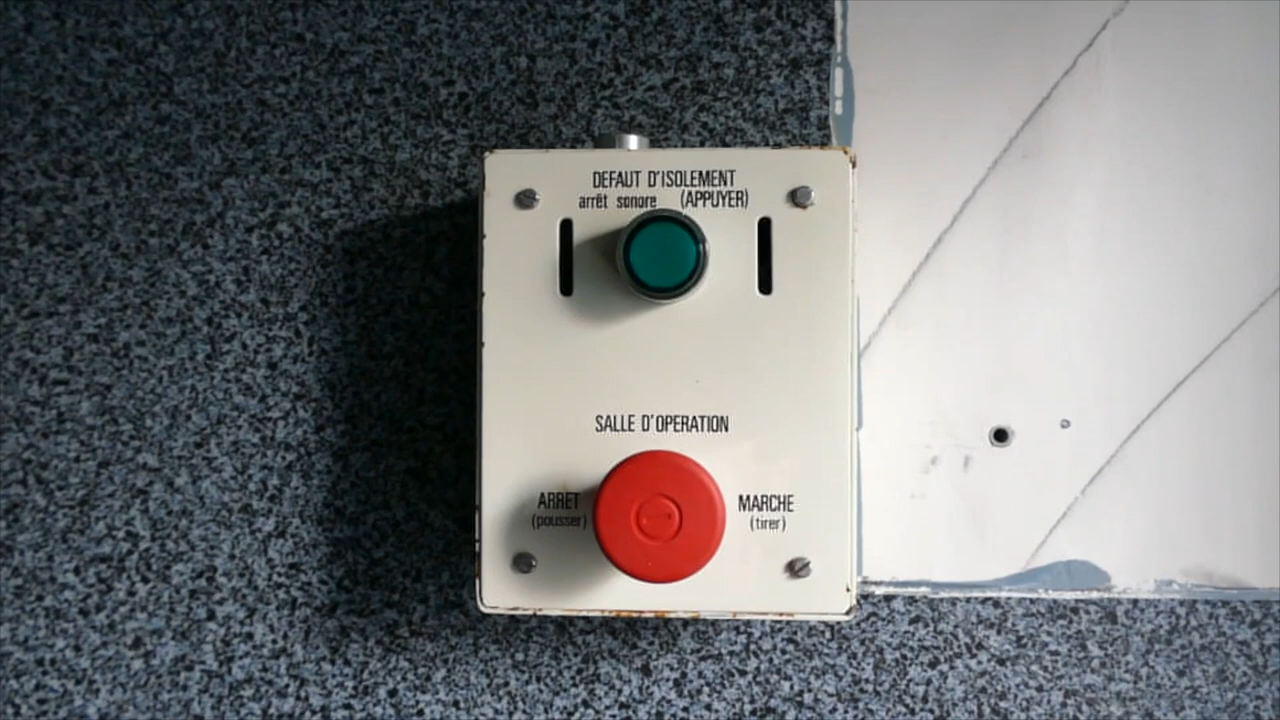 DEFAUT D'ISOLEMENT
arrêt sonore (APPUYER)
SALLE D'OPERATION
ARRET
(pousser)
MARCHE
(tirer)